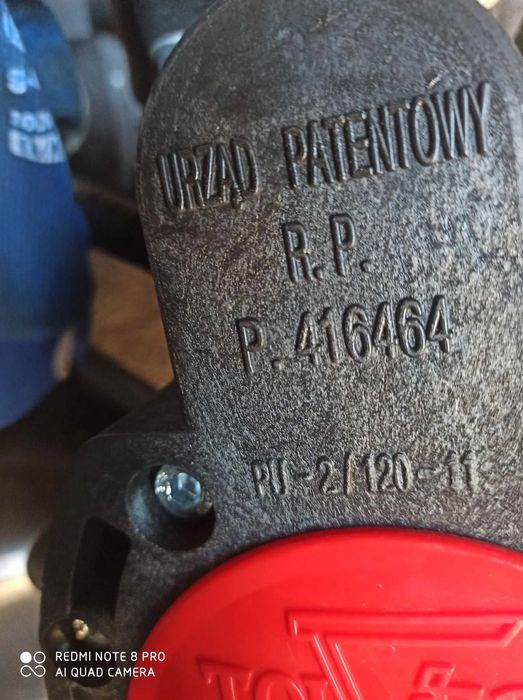 URZĄD PATENTOWY
R.P.
P.416464
PU-2/120-11
REDMI NOTE 8 PRO
AI QUAD CAMERA